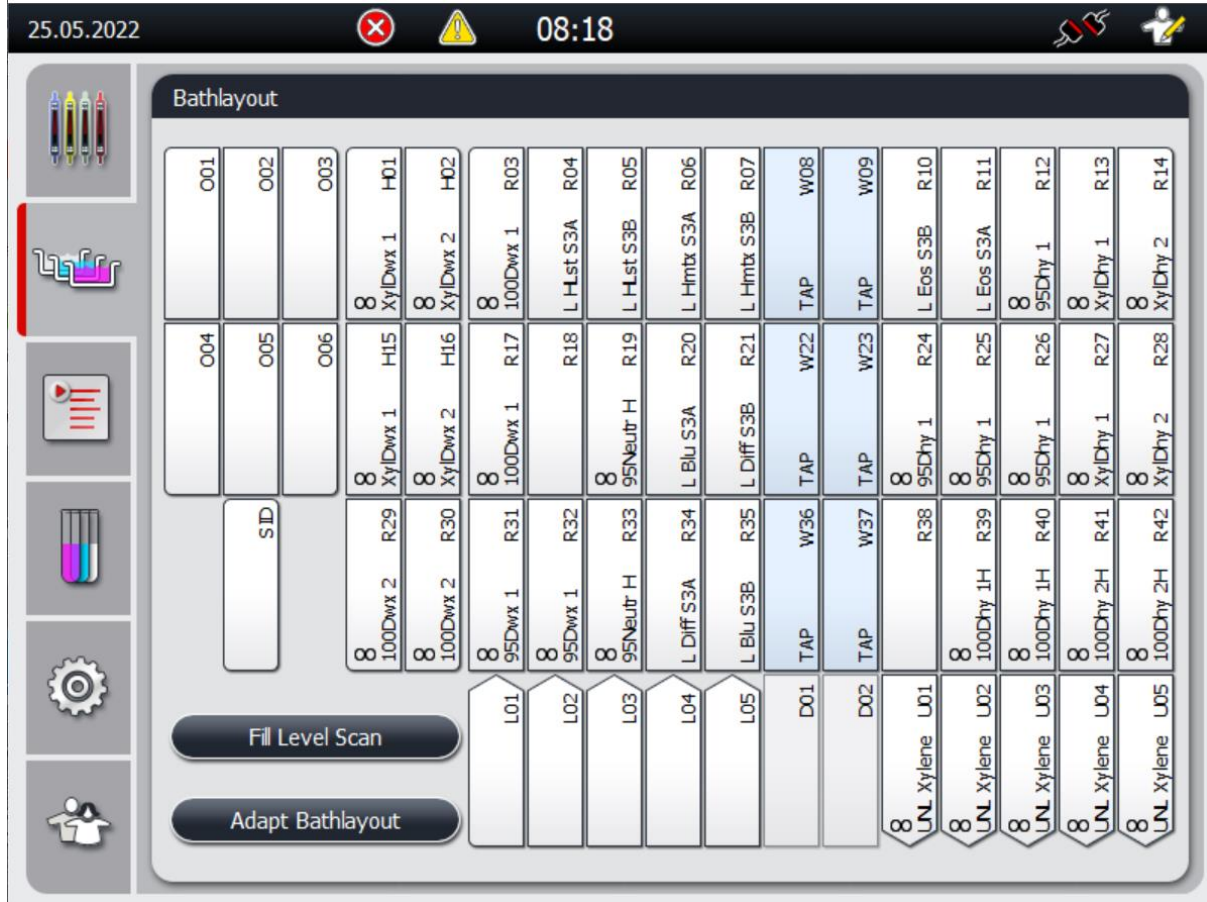 25.05.2022 08:18
Bathlayout
O01
O02
O03
∞ XylDwx 1 H01
∞ XylDwx 2 H02
∞ 100Dwx 1 R03
L HLst S3A R04
L HLst S3B R05
L Hmtx S3A R06
L Hmtx S3B R07
TAP W08
TAP W09
L Eos S3B R10
L Eos S3A R11
∞ 95Dhy 1 R12
∞ XylDhy 1 R13
∞ XylDhy 2 R14
O04
O05
O06
∞ XylDwx 1 H15
∞ XylDwx 2 H16
∞ 100Dwx 1 R17
R18
∞ 95Neutr H R19
L Blu S3A R20
L Diff S3B R21
TAP W22
TAP W23
∞ 95Dhy 1 R24
∞ 95Dhy 1 R25
∞ 95Dhy 1 R26
∞ XylDhy 1 R27
∞ XylDhy 2 R28
SID
∞ 100Dwx 2 R29
∞ 100Dwx 2 R30
∞ 95Dwx 1 R31
∞ 95Dwx 1 R32
∞ 95Neutr H R33
L Diff S3A R34
L Blu S3B R35
TAP W36
TAP W37
R38
∞ 100Dhy 1H R39
∞ 100Dhy 1H R40
∞ 100Dhy 2H R41
∞ 100Dhy 2H R42
L01
L02
L03
L04
L05
D01
D02
∞ UNL Xylene U01
∞ UNL Xylene U02
∞ UNL Xylene U03
∞ UNL Xylene U04
∞ UNL Xylene U05
Fill Level Scan
Adapt Bathlayout